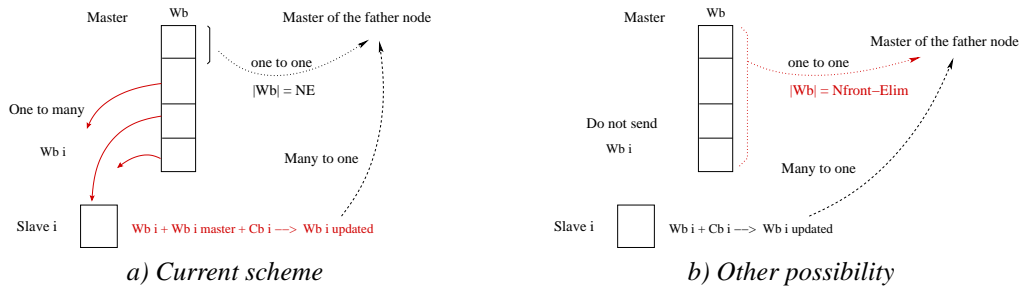 Master
Wb
Master of the father node
one to one
|Wb| = NE
One to many
Wb i
Many to one
Slave i
Wb i + Wb i master + Cb i −−> Wb i updated
a) Current scheme
Master
Wb
Master of the father node
one to one
|Wb| = Nfront−Elim
Do not send
Wb i
Many to one
Slave i
Wb i + Cb i −−> Wb i updated
b) Other possibility